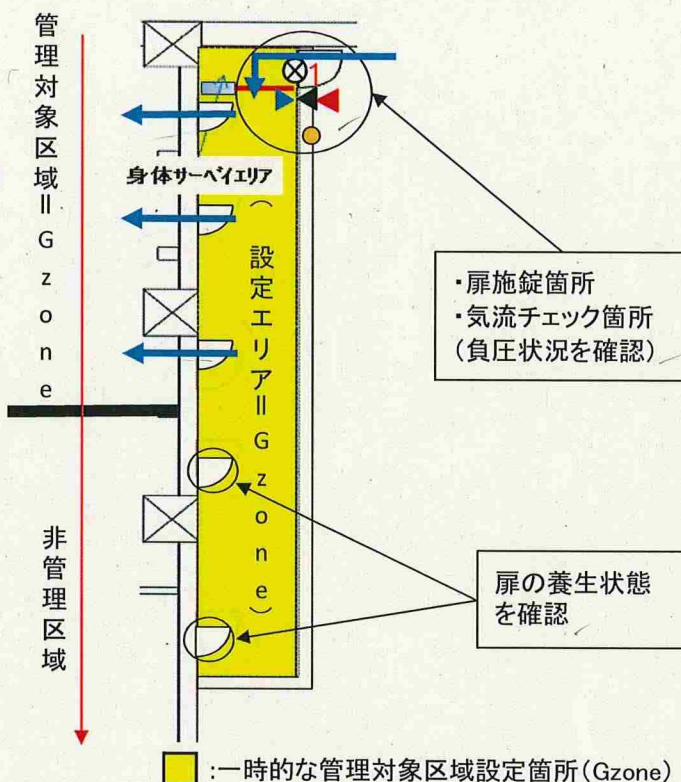 管理対象区域＝Gzone
非管理区域
1
身体サーベイエリア
（設定エリア＝Gzone）
・扉施錠箇所
・気流チェック箇所
（負圧状況を確認）
扉の養生状態
を確認
:一時的な管理対象区域設定箇所(Gzone)